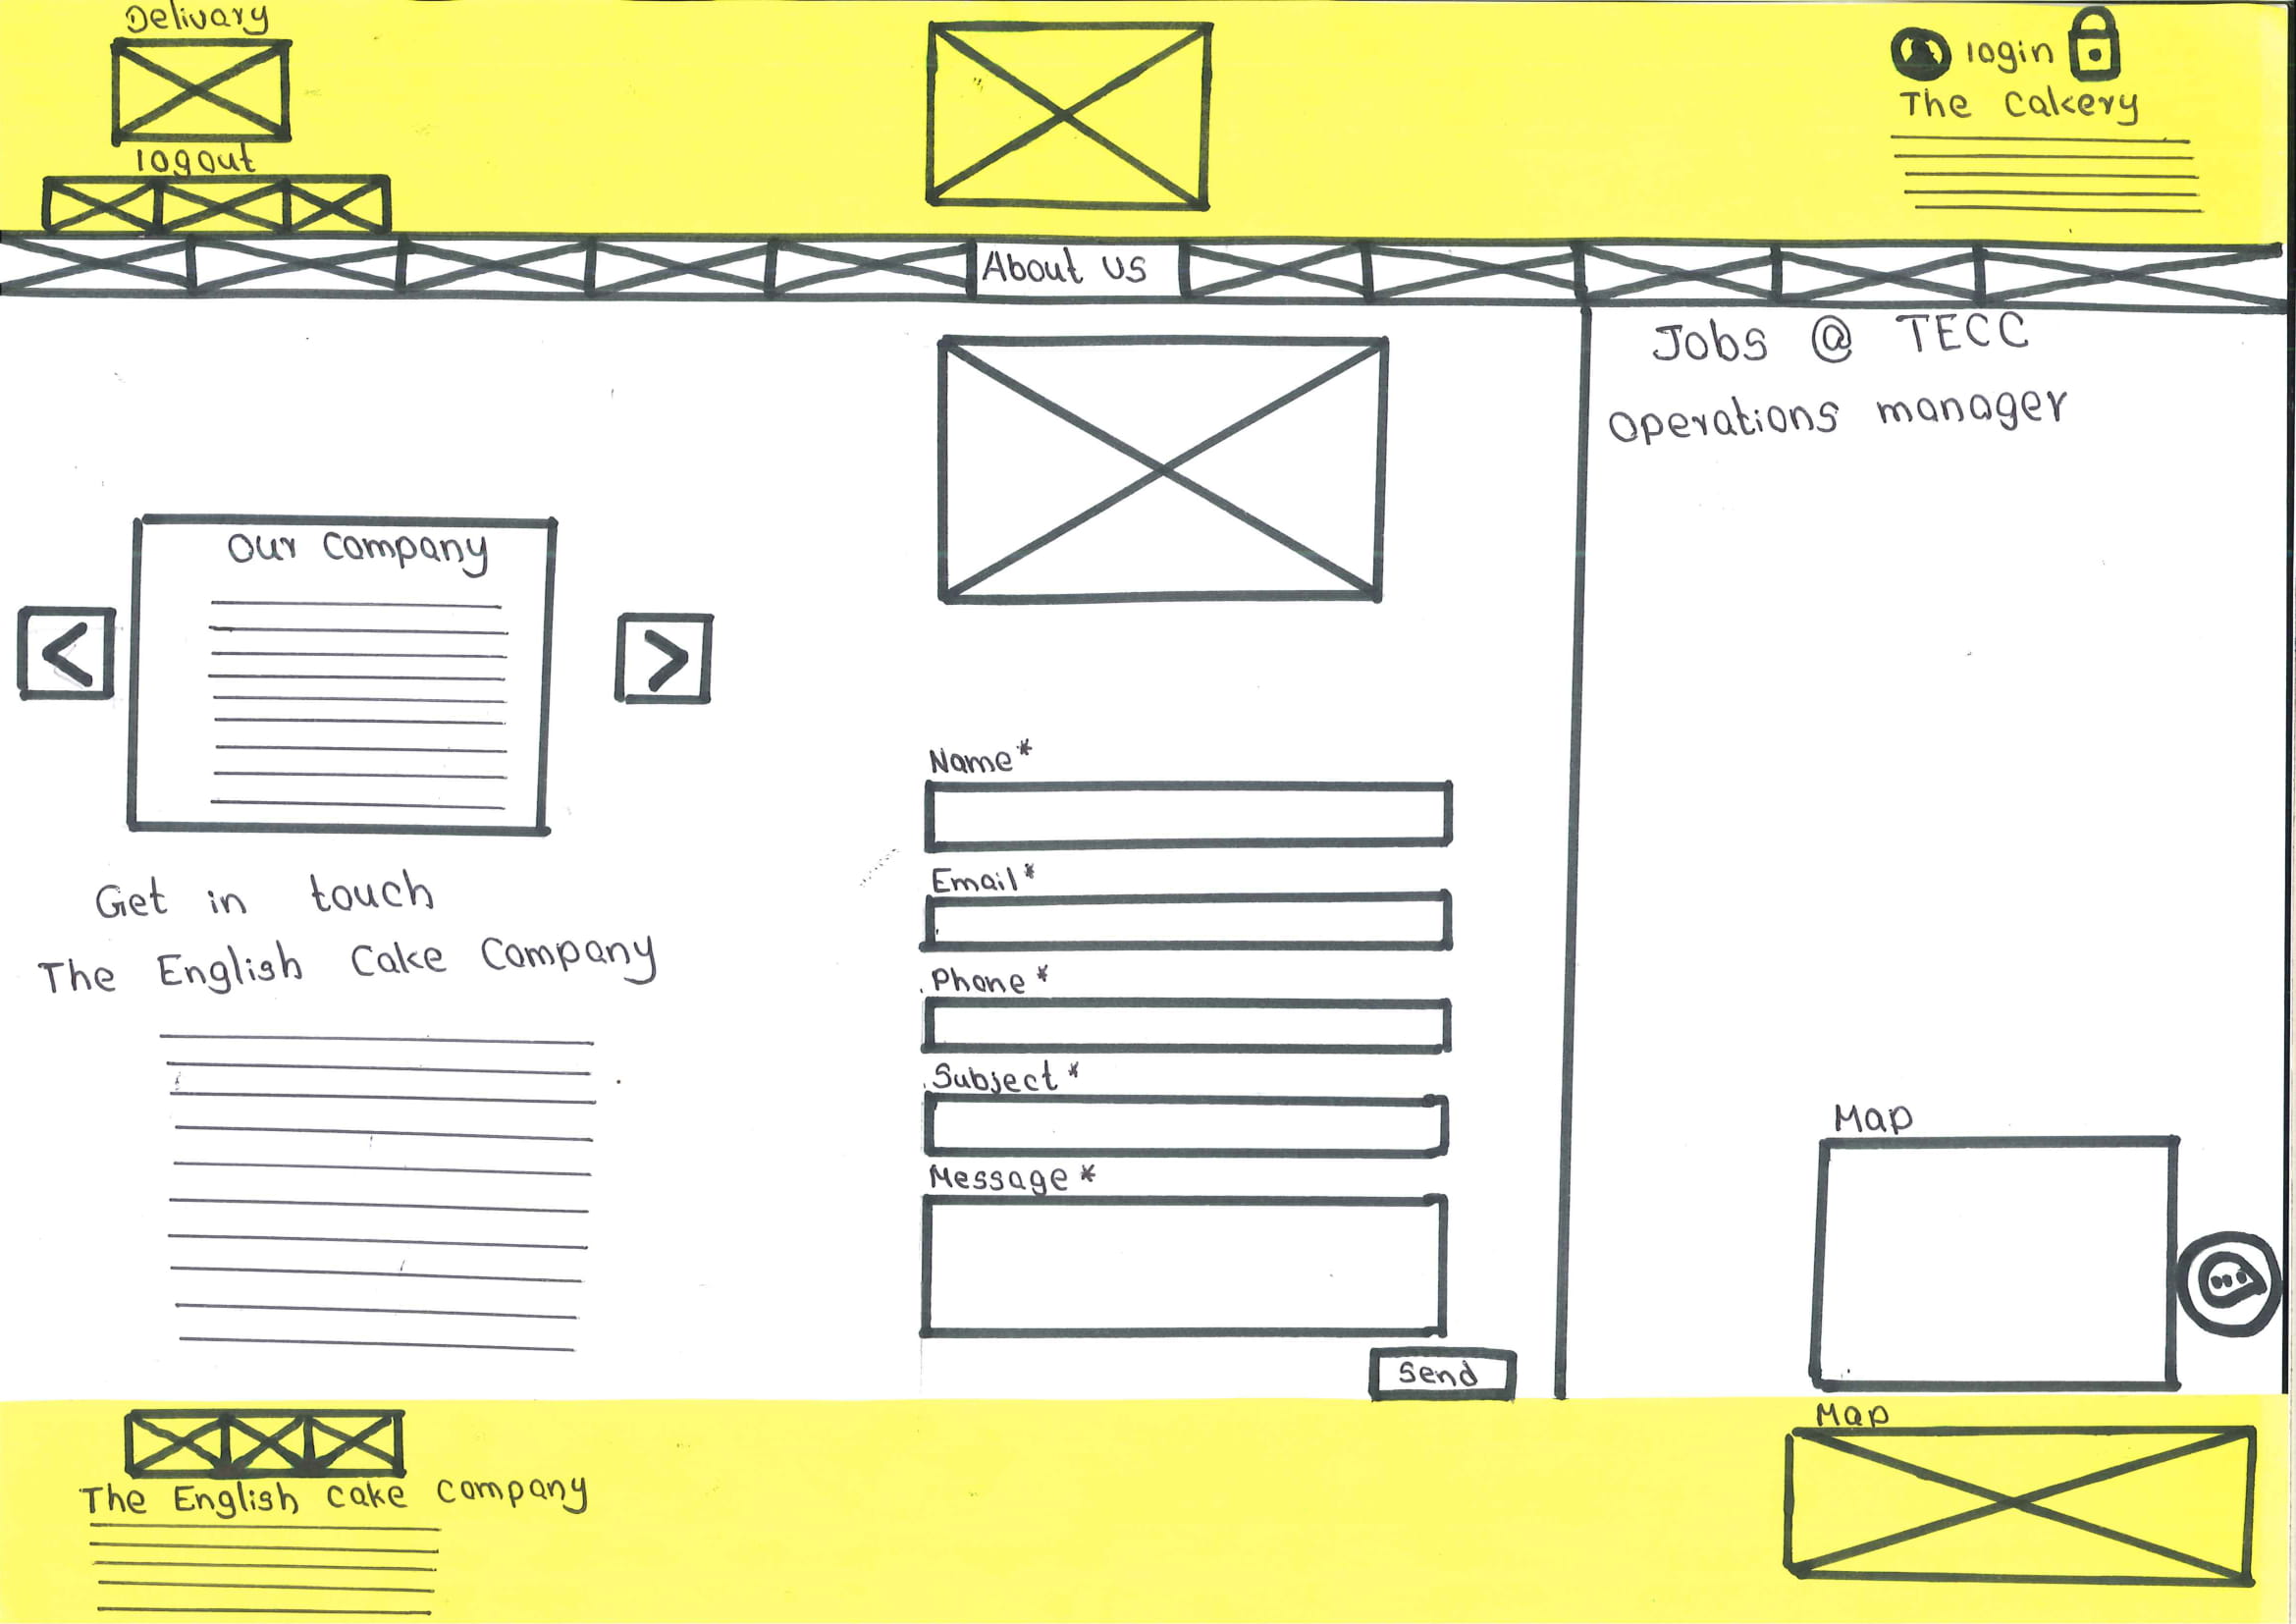 Delivary
logout
login
The Cakery
About us
Jobs @ TECC
Operations manager
Our Company
<
>
Get in touch
The English Cake Company
Name*
Email*
Phone*
Subject*
Message*
Send
Map
The English cake company
Map